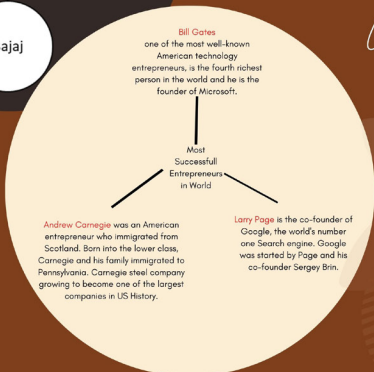 ajaj
Bill Gates
one of the most well-known
American technology
entrepreneurs, is the fourth richest
person in the world and he is the
founder of Microsoft.
Most
Successfull
Entrepreneurs
in World
Andrew Carnegie was an American
entrepreneur who immigrated from
Scotland. Born into the lower class,
Carnegie and his family immigrated to
Pennsylvania. Carnegie steel company
growing to become one of the largest
companies in US History.
Larry Page is the co-founder of
Google, the world's number
one Search engine. Google
was started by Page and his
co-founder Sergey Brin.